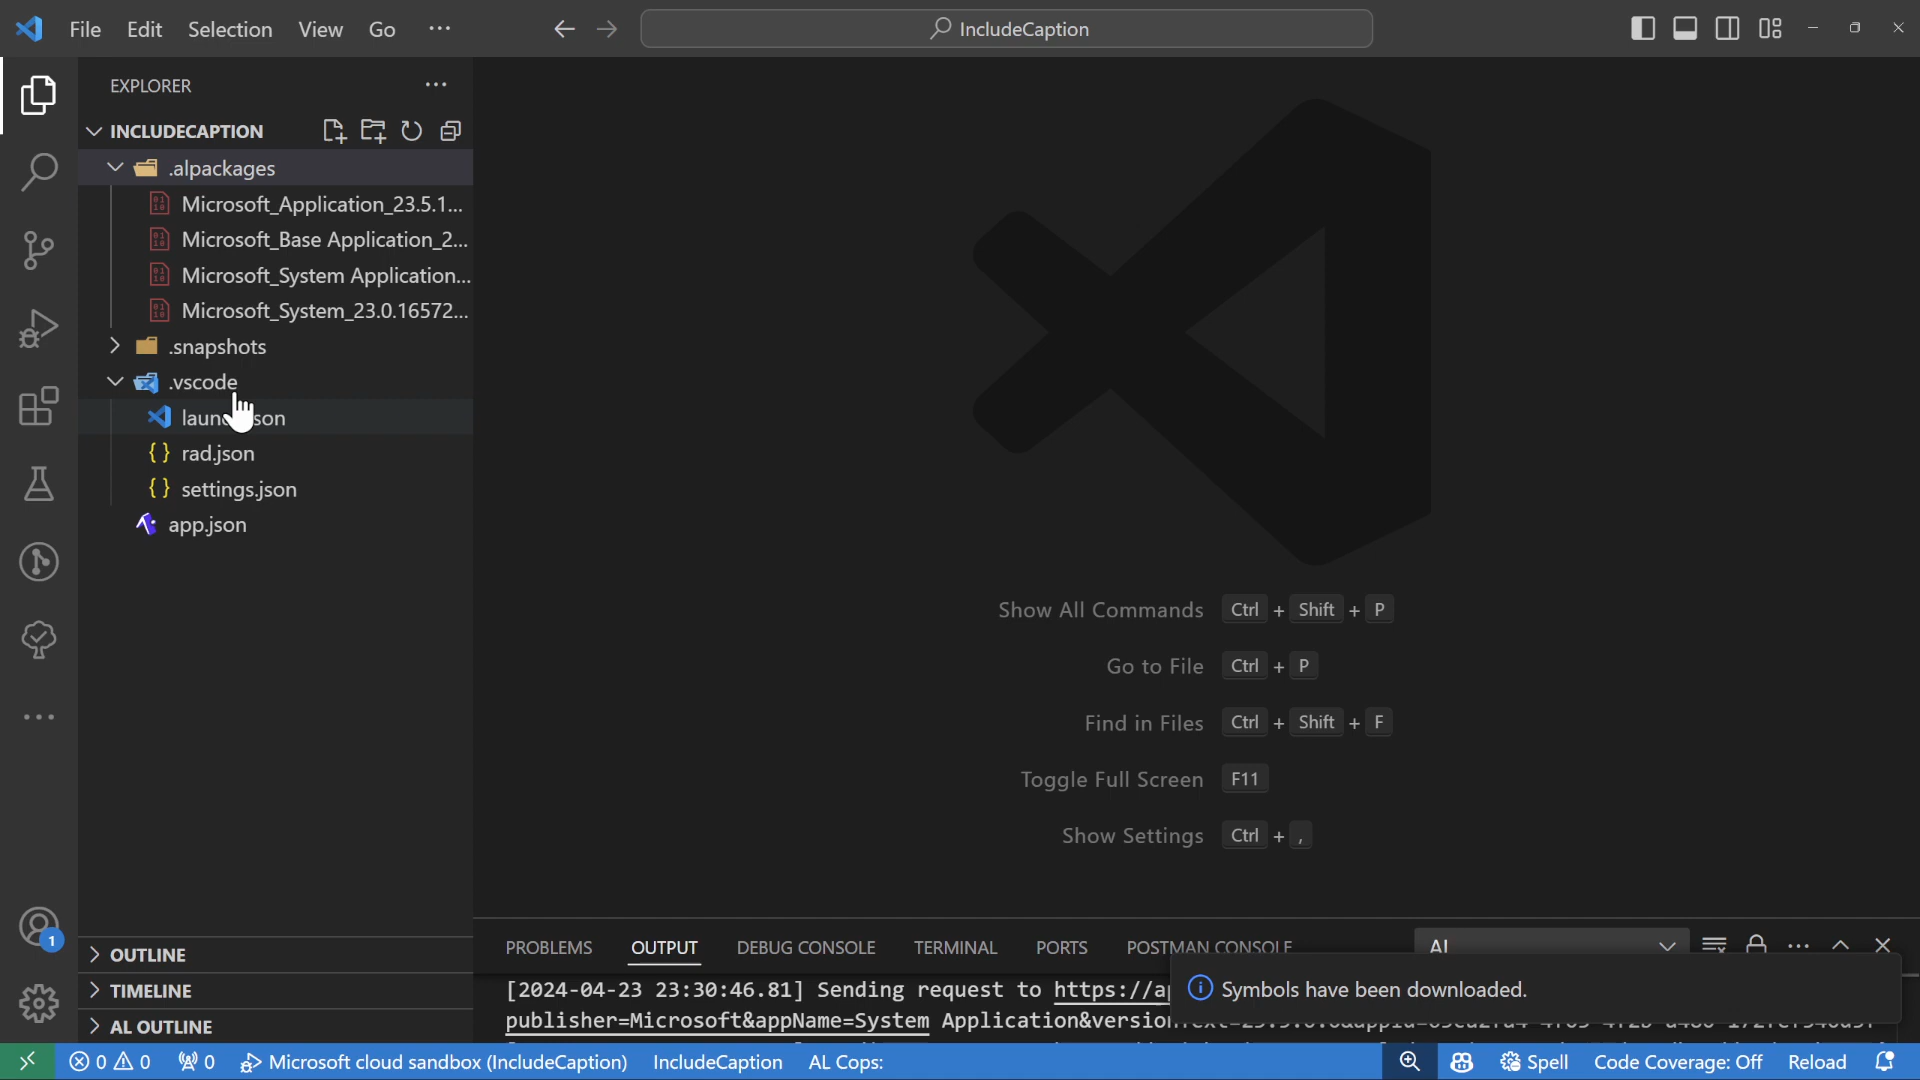 File Edit Selection View Go ···
IncludeCaption
EXPLORER
INCLUDECAPTION
.alpackages
Microsoft_Application_23.5.1...
Microsoft_Base Application_2...
Microsoft_System Application...
Microsoft_System_23.0.16572...
.snapshots
.vscode
rad.json
settings.json
app.json
Show All Commands Ctrl + Shift + P
Go to File Ctrl + P
Find in Files Ctrl + Shift + F
Toggle Full Screen F11
Show Settings Ctrl + ,
1
OUTLINE
TIMELINE
AL OUTLINE
PROBLEMS OUTPUT DEBUG CONSOLE TERMINAL PORTS POSTMAN CONSOLE AL
[2024-04-23 23:30:46.81] Sending request to https://a
publisher=Microsoft&appName=System Application&version
Symbols have been downloaded.
0 0 0 Microsoft cloud sandbox (IncludeCaption) IncludeCaption AL Cops: Spell Code Coverage: Off Reload